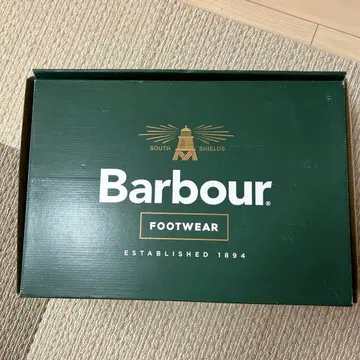 SOUTH SHIELDS
Barbour®
FOOTWEAR
ESTABLISHED 1894